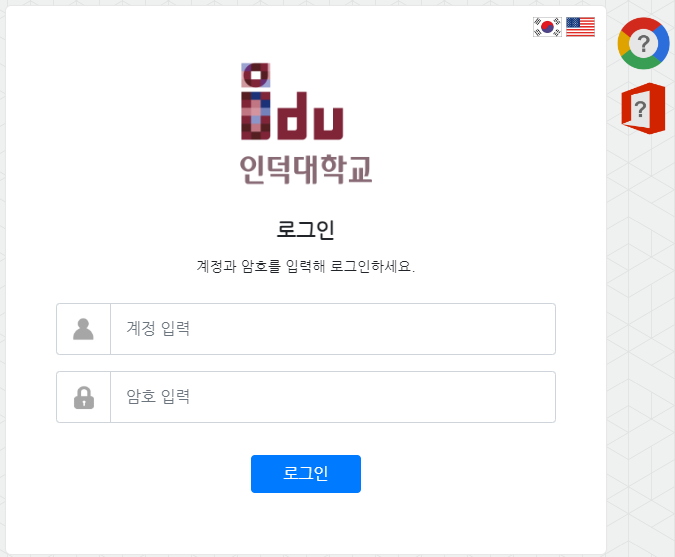 idu
인덕대학교
로그인
계정과 암호를 입력해 로그인하세요.
계정 입력
암호 입력
로그인
?
?